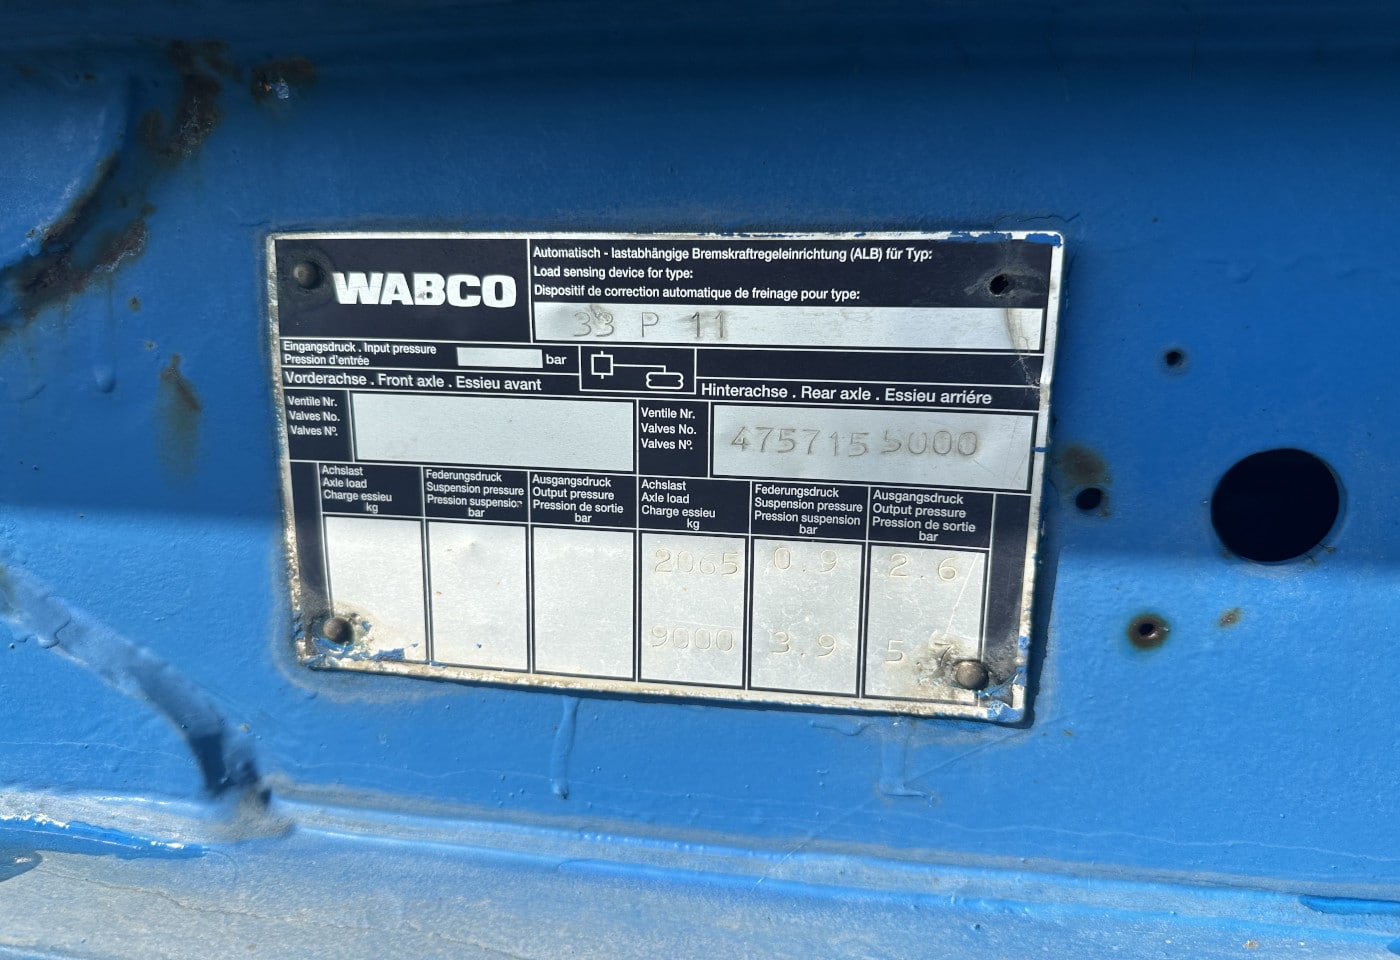 WABCO
Automatisch - lastabhängige Bremskraftregeleinrichtung (ALB) für Typ:
Load sensing device for type:
Dispositif de correction automatique de freinage pour type:
33 P 11
Eingangsdruck . Input pressure
Pression d'entrée
bar
Vorderachse . Front axle . Essieu avant
Hinterachse . Rear axle . Essieu arriére
Ventile Nr.
Valves No.
Valves Nº.
Ventile Nr.
Valves No.
Valves Nº.
4757155000
Achslast
Axle load
Charge essieu
kg
Federungsdruck
Suspension pressure
Pression suspension
bar
Ausgangsdruck
Output pressure
Pression de sortie
bar
Achslast
Axle load
Charge essieu
kg
Federungsdruck
Suspension pressure
Pression suspension
bar
Ausgangsdruck
Output pressure
Pression de sortie
bar
2065 0.9 2.6
9000 3.9 5.7